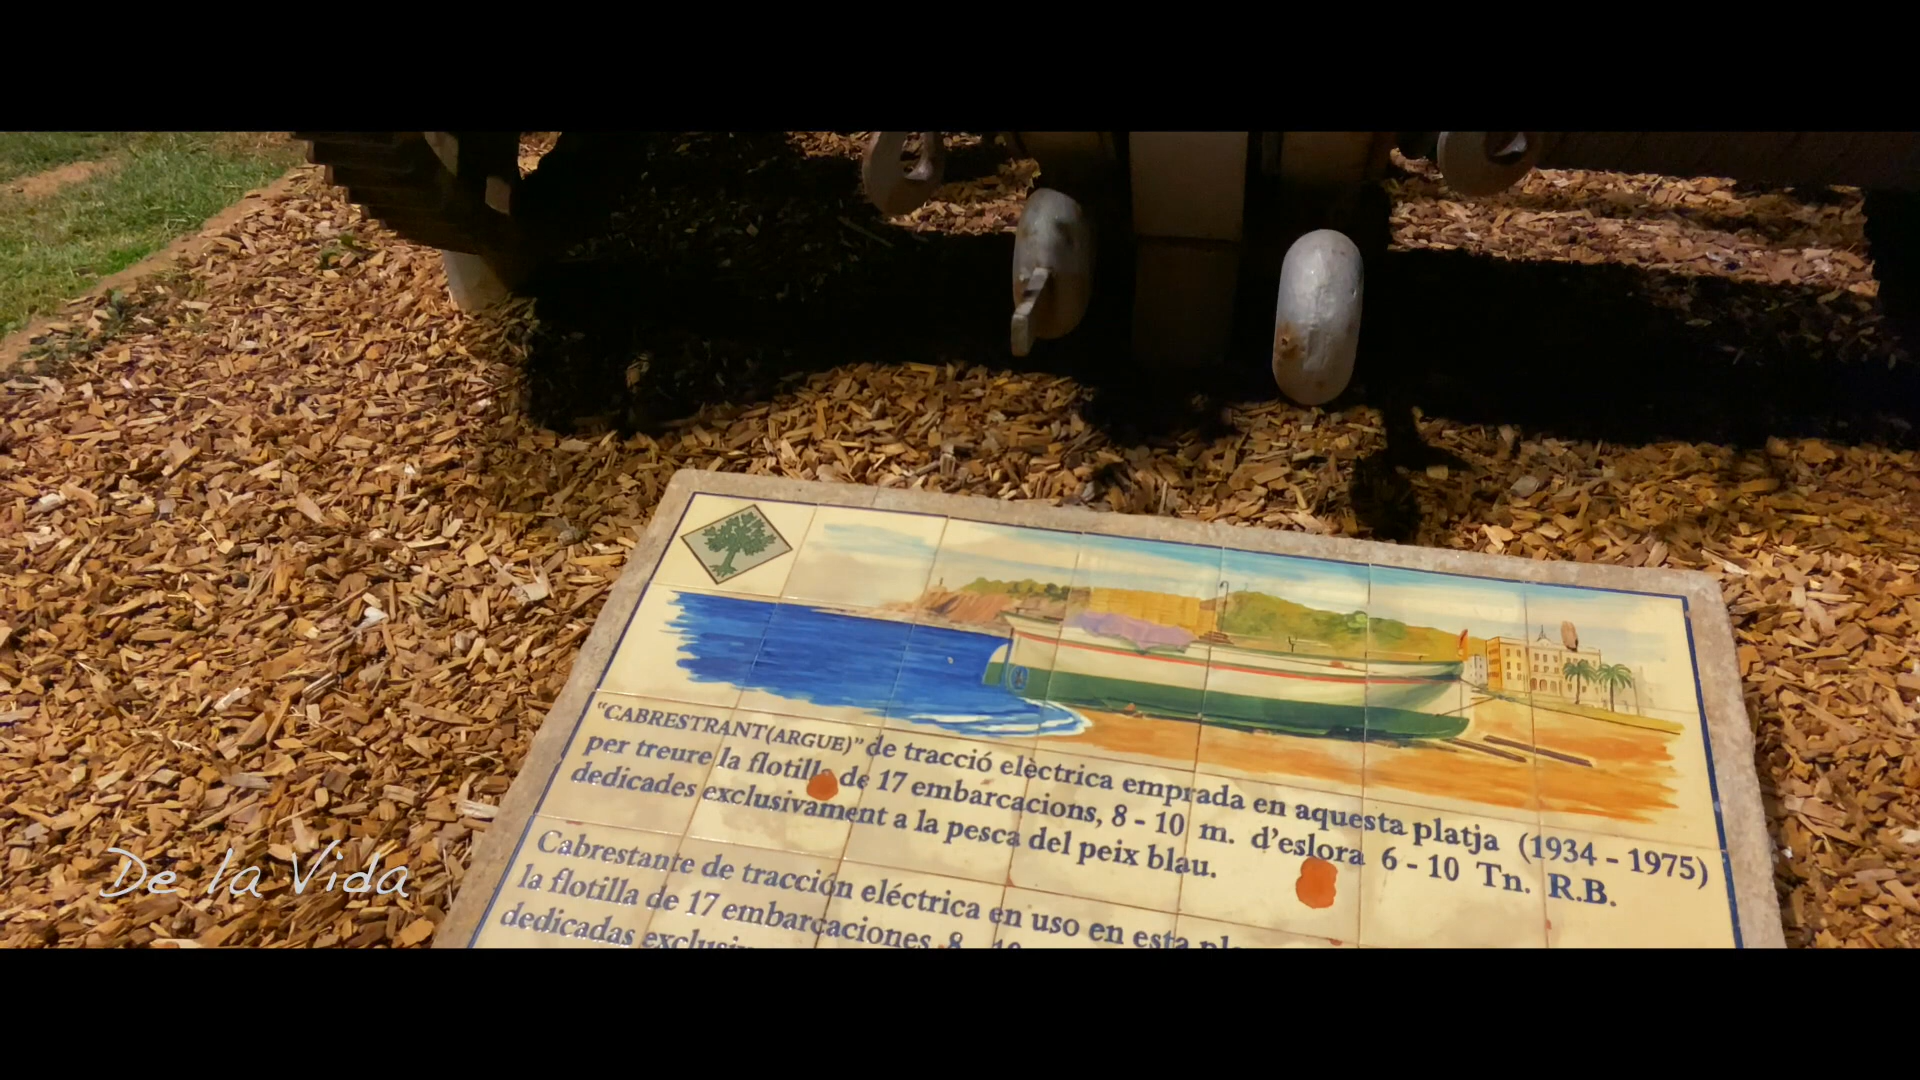 "CABRESTRANT(ARGUE)" de tracció elèctrica emprada en aquesta platja (1934 - 1975)
per treure la flotilla de 17 embarcacions, 8 - 10 m. d'eslora 6 - 10 Tn. R.B.
dedicades exclusivament a la pesca del peix blau.
Cabrestante de tracción eléctrica en uso en esta
la flotilla de 17 embarcaciones 8 10
dedicadas
De la Vida